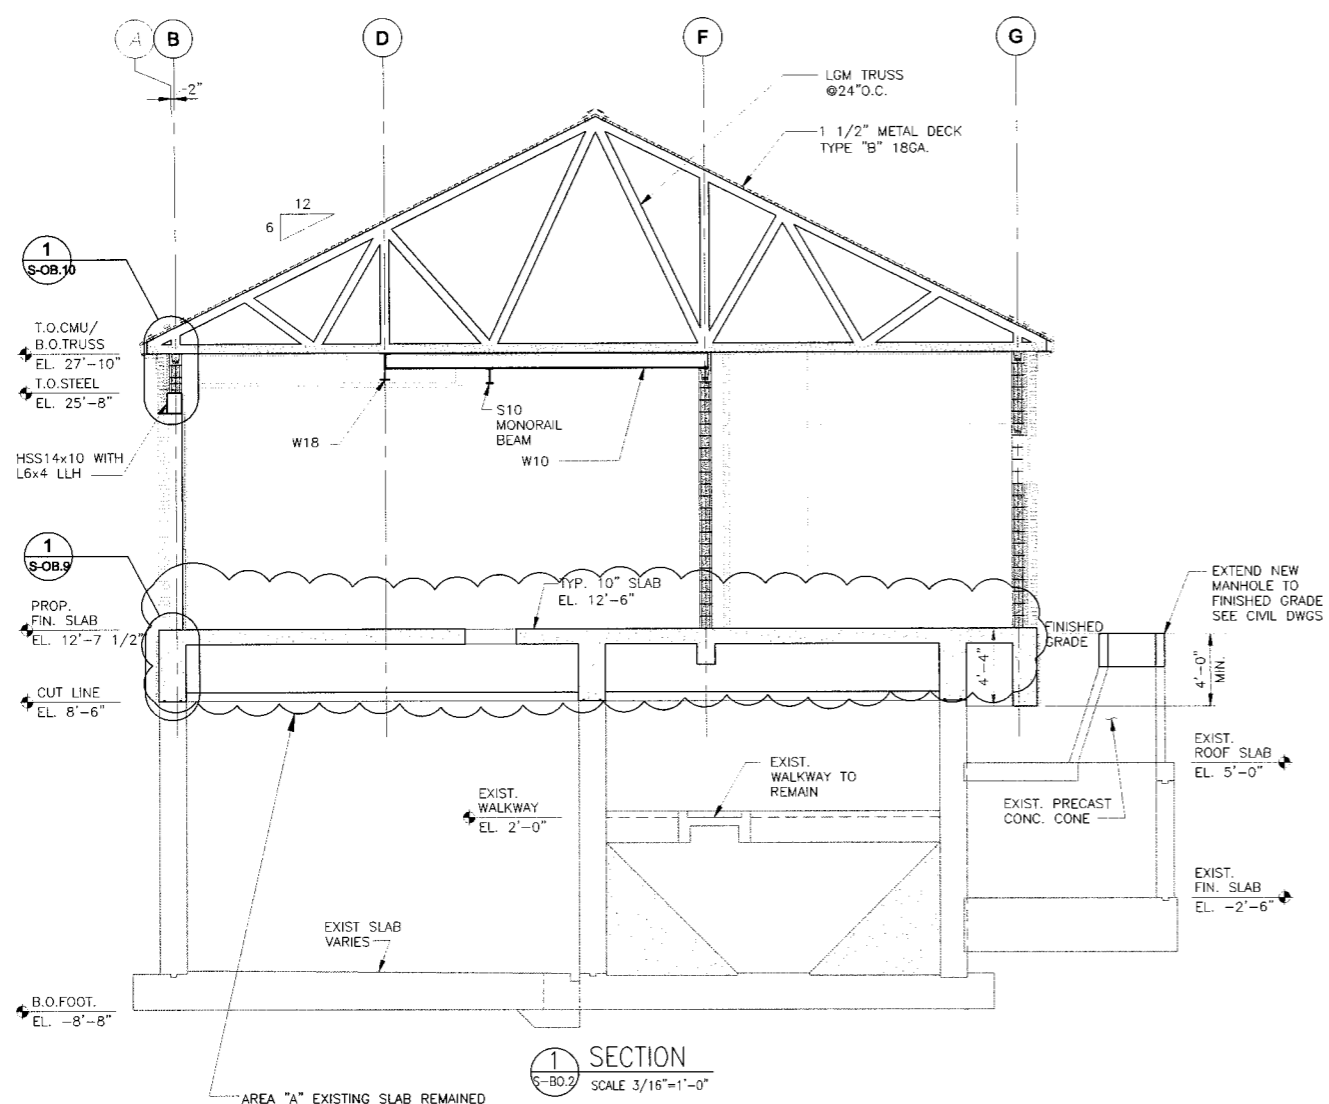 A
B
D
F
G
-2"
LGM TRUSS
@24"O.C.
1 1/2" METAL DECK
TYPE "B" 18GA.
12
6
1
S-OB.10
T.O.CMU/
B.O.TRUSS
EL. 27'-10"
T.O.STEEL
EL. 25'-8"
HSS14x10 WITH
L6x4 LLH
W18
S10
MONORAIL
BEAM
W10
1
S-OB.9
PROP.
FIN. SLAB
EL. 12'-7 1/2"
TYP. 10" SLAB
EL. 12'-6"
FINISHED
GRADE
EXTEND NEW
MANHOLE TO
FINISHED GRADE
SEE CIVIL DWGS
4'-4"
4'-0"
MIN.
CUT LINE
EL. 8'-6"
EXIST.
ROOF SLAB
EL. 5'-0"
EXIST.
WALKWAY TO
REMAIN
EXIST.
WALKWAY
EL. 2'-0"
EXIST. PRECAST
CONC. CONE
EXIST.
FIN. SLAB
EL. -2'-6"
EXIST SLAB
VARIES
B.O.FOOT.
EL. -8'-8"
1
S-BO.2
SECTION
SCALE 3/16"=1'-0"
AREA "A" EXISTING SLAB REMAINED